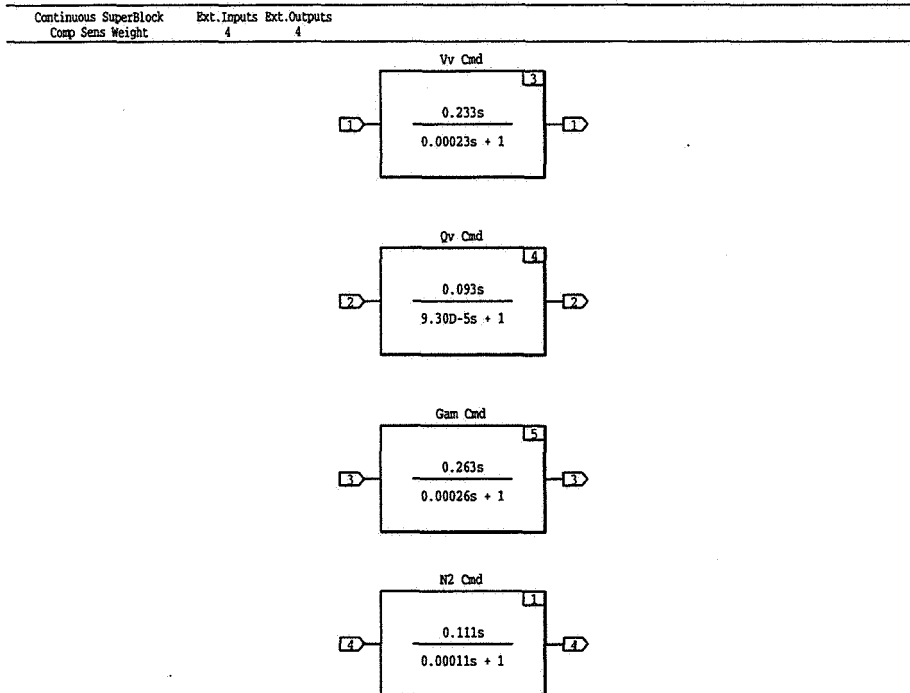 Continuous SuperBlock Ext.Inputs Ext.Outputs
Comp Sens Weight 4 4
Vv Cmd
3
0.233s
1 1
0.00023s + 1
Qv Cmd
4
0.093s
2 2
9.30D-5s + 1
Gam Cmd
5
0.263s
3 3
0.00026s + 1
N2 Cmd
1
0.111s
4 4
0.00011s + 1